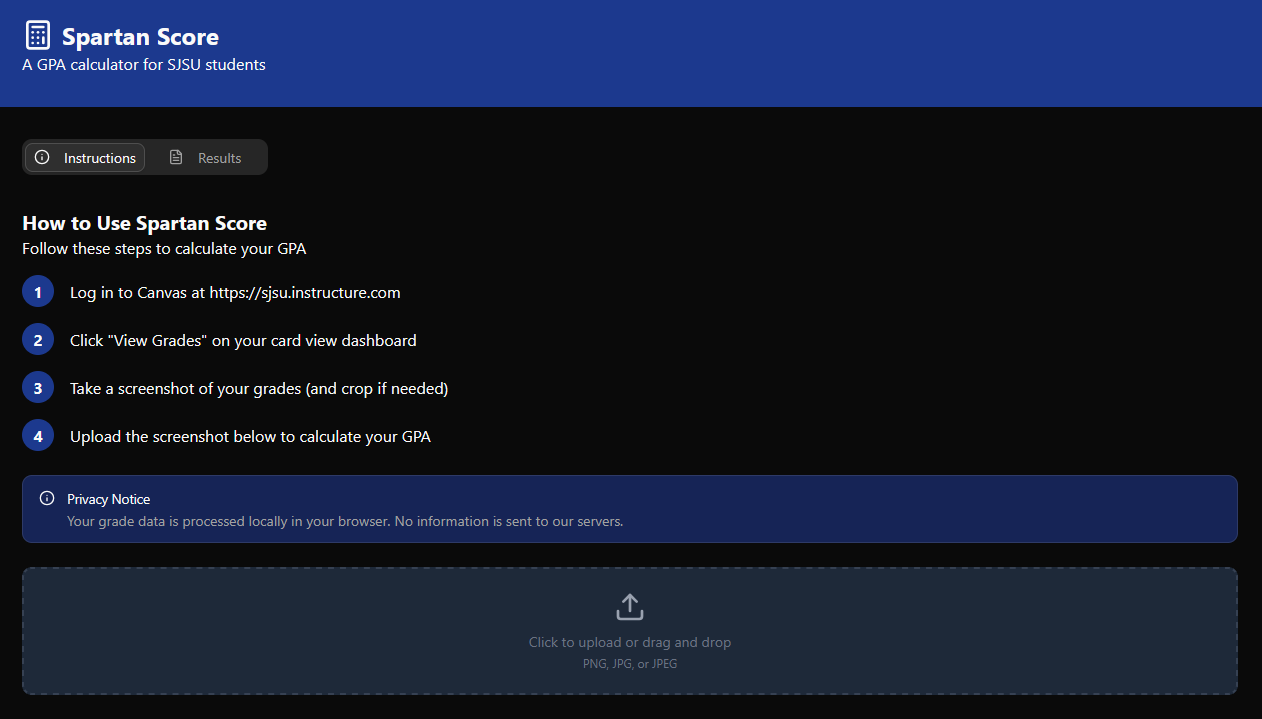 Spartan Score
A GPA calculator for SJSU students
Instructions
Results
How to Use Spartan Score
Follow these steps to calculate your GPA
1 Log in to Canvas at https://sjsu.instructure.com
2 Click "View Grades" on your card view dashboard
3 Take a screenshot of your grades (and crop if needed)
4 Upload the screenshot below to calculate your GPA
Privacy Notice
Your grade data is processed locally in your browser. No information is sent to our servers.
Click to upload or drag and drop
PNG, JPG, or JPEG